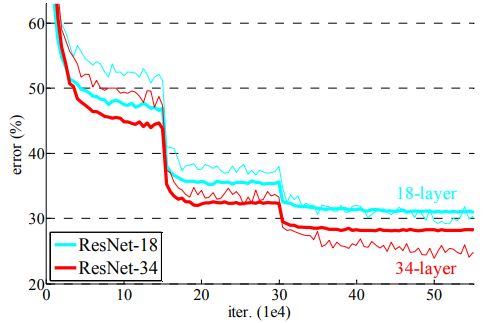 60
50
40
30
20
error (%)
18-layer
34-layer
ResNet-18
ResNet-34
0 10 20 30 40 50
iter. (1e4)